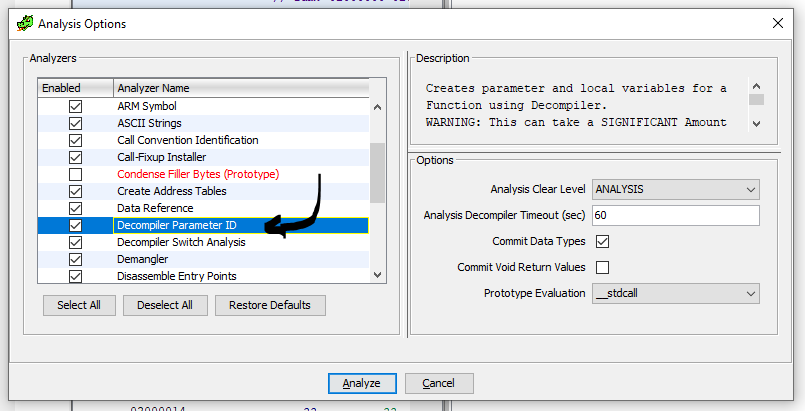 Analysis Options
Analyzers
Enabled Analyzer Name
ARM Symbol
ASCII Strings
Call Convention Identification
Call-Fixup Installer
Condense Filler Bytes (Prototype)
Create Address Tables
Data Reference
Decompiler Parameter ID
Decompiler Switch Analysis
Demangler
Disassemble Entry Points
Select All Deselect All Restore Defaults
Description
Creates parameter and local variables for a
Function using Decompiler.
WARNING: This can take a SIGNIFICANT Amount
Options
Analysis Clear Level ANALYSIS
Analysis Decompiler Timeout (sec) 60
Commit Data Types
Commit Void Return Values
Prototype Evaluation __stdcall
Analyze Cancel